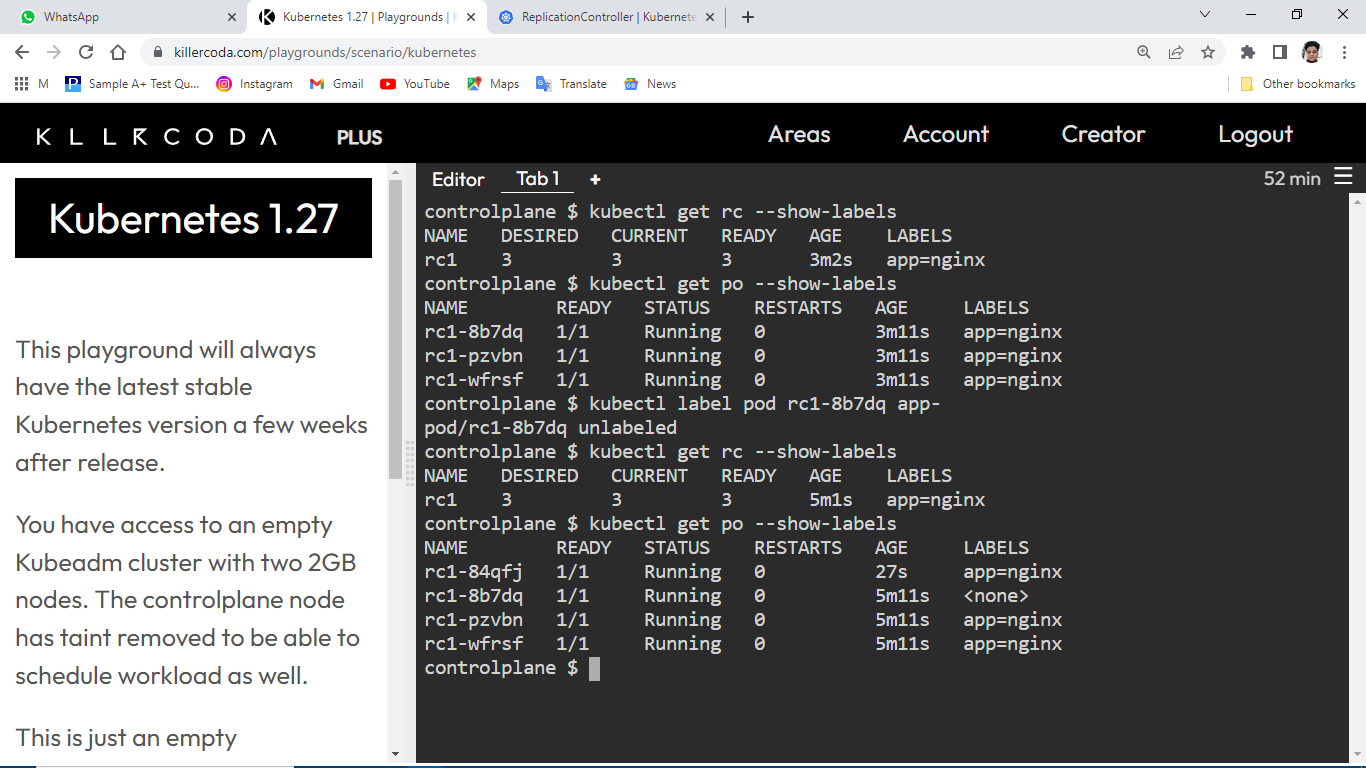 WhatsApp
Kubernetes 1.27 | Playgrounds | K
ReplicationController | Kubernete
killercoda.com/playgrounds/scenario/kubernetes
M
Sample A+ Test Qu...
Instagram
Gmail
YouTube
Maps
Translate
News
Other bookmarks
KILLERCODA
PLUS
Areas
Account
Creator
Logout
Kubernetes 1.27
This playground will always
have the latest stable
Kubernetes version a few weeks
after release.
You have access to an empty
Kubeadm cluster with two 2GB
nodes. The controlplane node
has taint removed to be able to
schedule workload as well.
This is just an empty
Editor
Tab 1
+
52 min
controlplane $ kubectl get rc --show-labels
NAME   DESIRED   CURRENT   READY   AGE    LABELS
rc1    3         3         3       3m2s   app=nginx
controlplane $ kubectl get po --show-labels
NAME        READY   STATUS    RESTARTS   AGE     LABELS
rc1-8b7dq   1/1     Running   0          3m11s   app=nginx
rc1-pzvbn   1/1     Running   0          3m11s   app=nginx
rc1-wfrsf   1/1     Running   0          3m11s   app=nginx
controlplane $ kubectl label pod rc1-8b7dq app-
pod/rc1-8b7dq unlabeled
controlplane $ kubectl get rc --show-labels
NAME   DESIRED   CURRENT   READY   AGE    LABELS
rc1    3         3         3       5m1s   app=nginx
controlplane $ kubectl get po --show-labels
NAME        READY   STATUS    RESTARTS   AGE     LABELS
rc1-84qfj   1/1     Running   0          27s     app=nginx
rc1-8b7dq   1/1     Running   0          5m11s   <none>
rc1-pzvbn   1/1     Running   0          5m11s   app=nginx
rc1-wfrsf   1/1     Running   0          5m11s   app=nginx
controlplane $